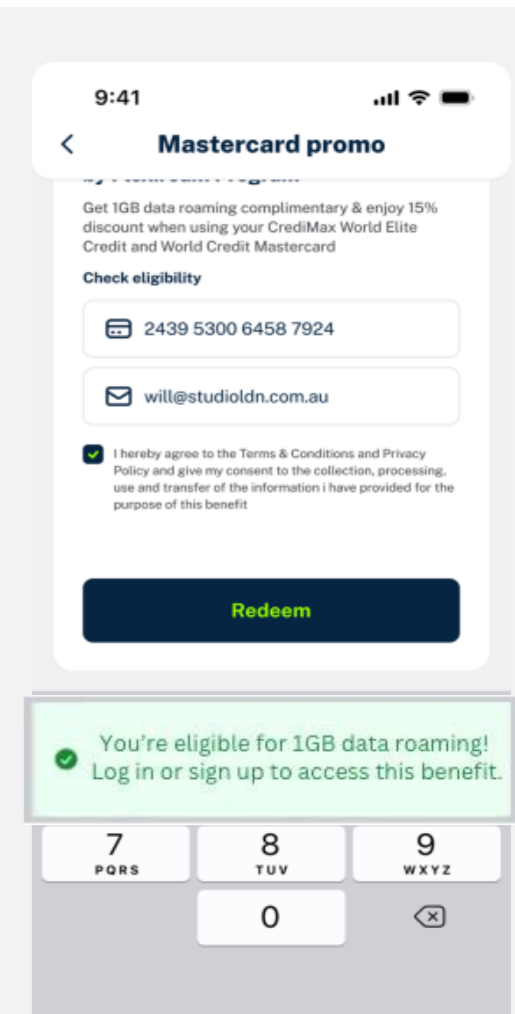 9:41
Mastercard promo
Get 1GB data roaming complimentary & enjoy 15%
discount when using your CrediMax World Elite
Credit and World Credit Mastercard
Check eligibility
2439 5300 6458 7924
will@studioldn.com.au
I hereby agree to the Terms & Conditions and Privacy
Policy and give my consent to the collection, processing,
use and transfer of the information i have provided for the
purpose of this benefit
Redeem
You're eligible for 1GB data roaming!
Log in or sign up to access this benefit.
7 8 9
PQRS TUV WXYZ
0